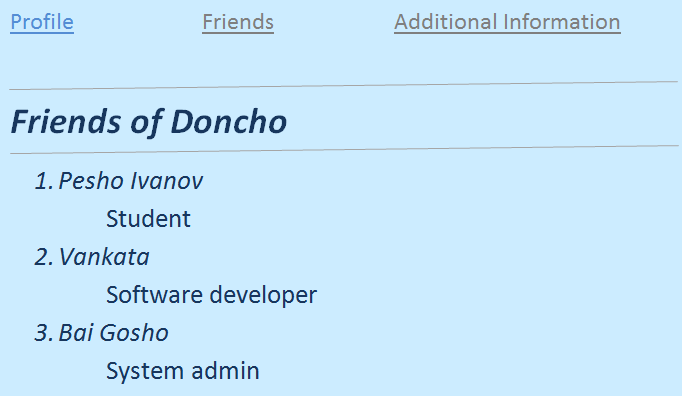 Profile Friends Additional Information
Friends of Doncho
1. Pesho Ivanov
Student
2. Vankata
Software developer
3. Bai Gosho
System admin